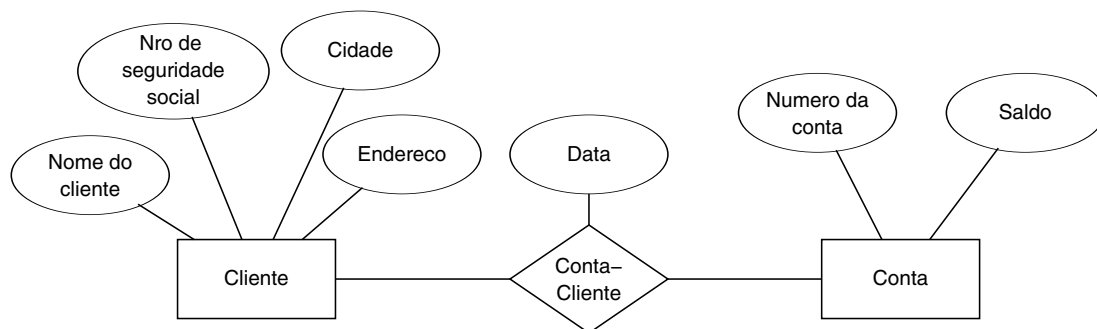 Nro de
seguridade
social
Cidade
Nome do
cliente
Endereco
Data
Numero da
conta
Saldo
Cliente
Conta–
Cliente
Conta